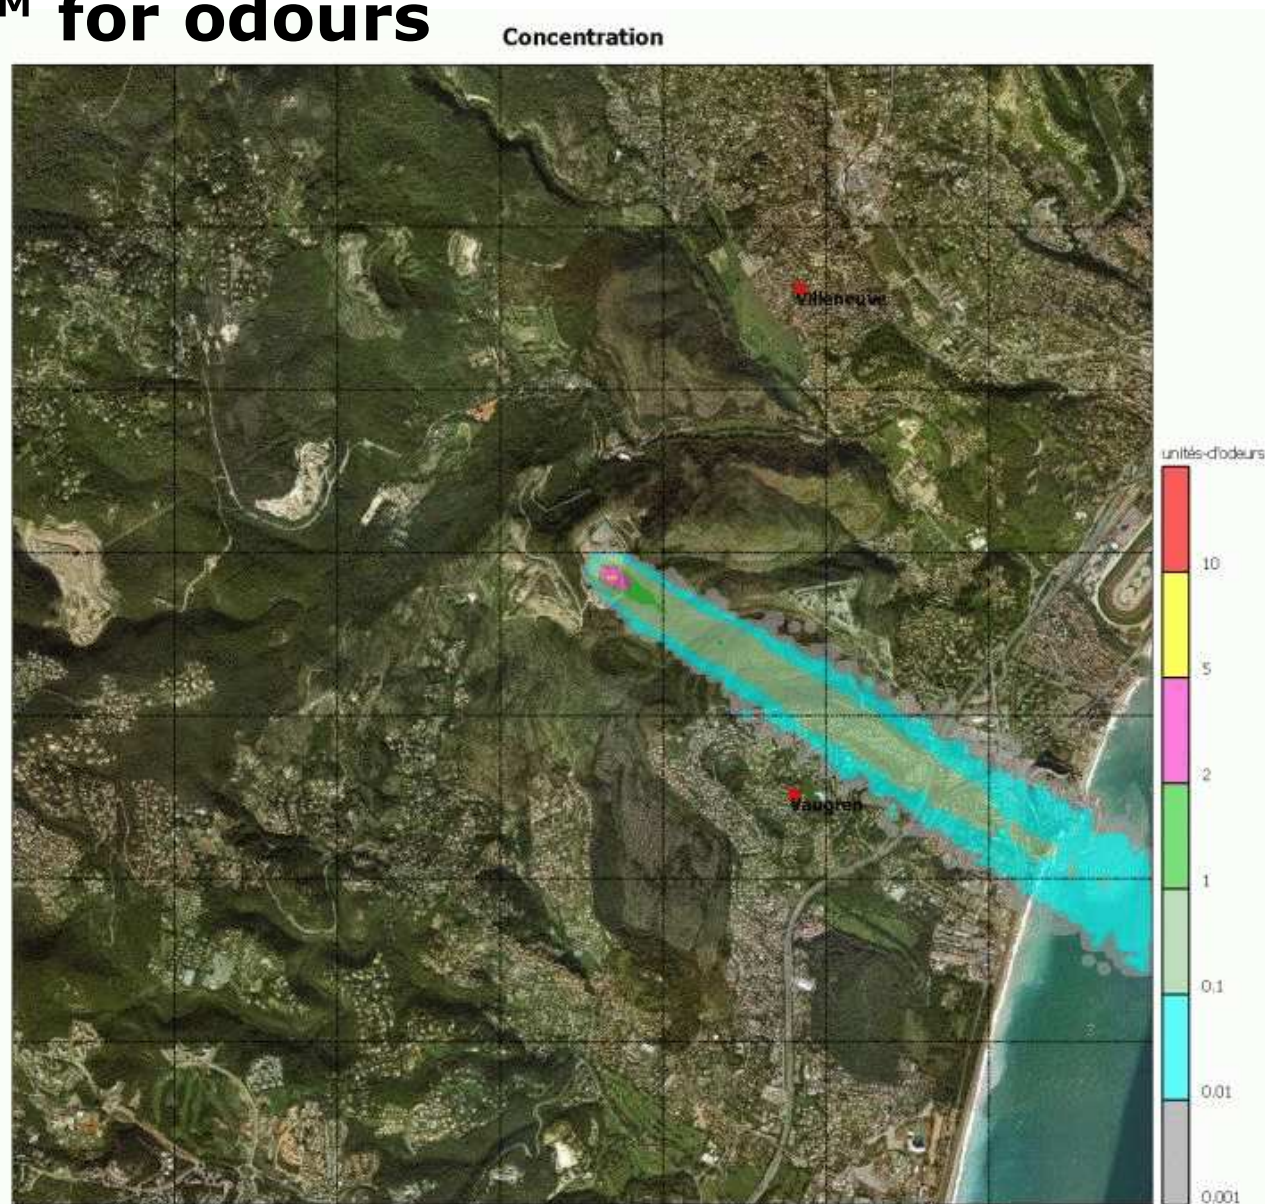 M for odours
Concentration
Villeneuve
unités-d'odeurs
10
5
2
1
Vaugren
0.1
0.01
0.001